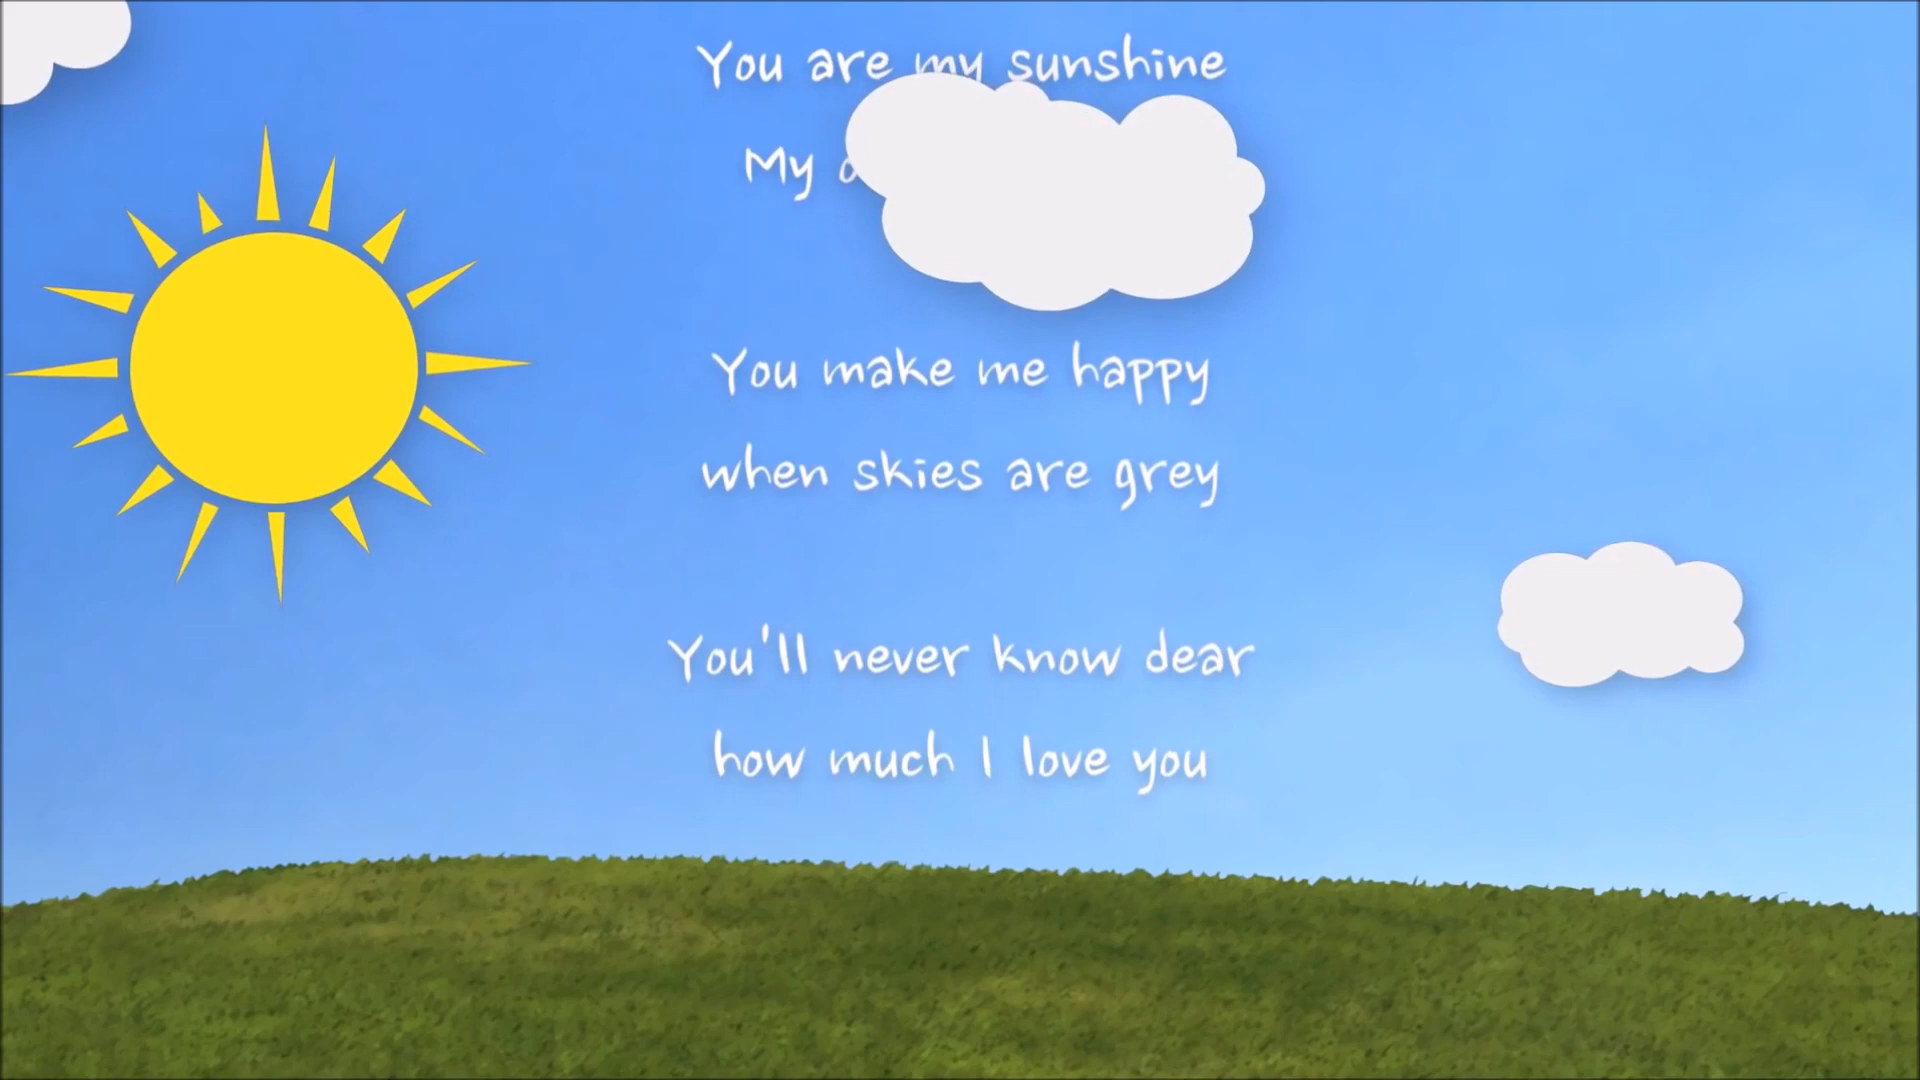 You are my sunshine
My
You make me happy
when skies are grey
You'll never know dear
how much I love you